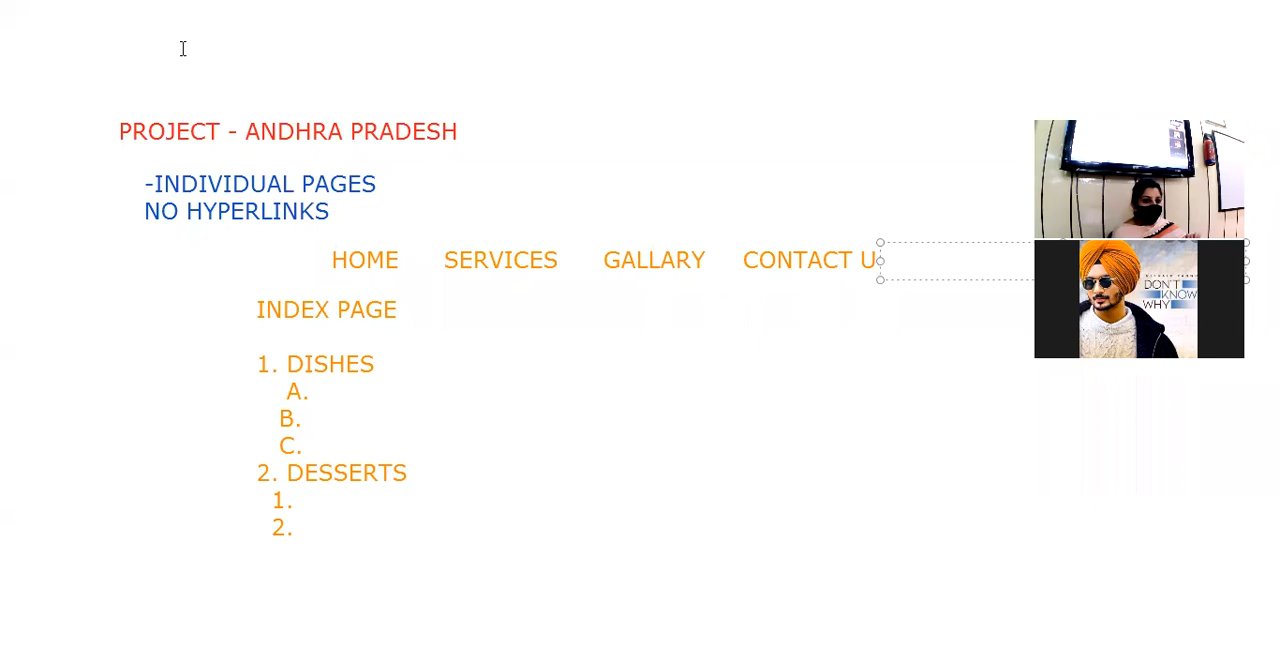 PROJECT - ANDHRA PRADESH
-INDIVIDUAL PAGES
NO HYPERLINKS
HOME SERVICES GALLARY CONTACT U
INDEX PAGE
1. DISHES
A.
B.
C.
2. DESSERTS
1.
2.
DON'T
KNOW
WHY